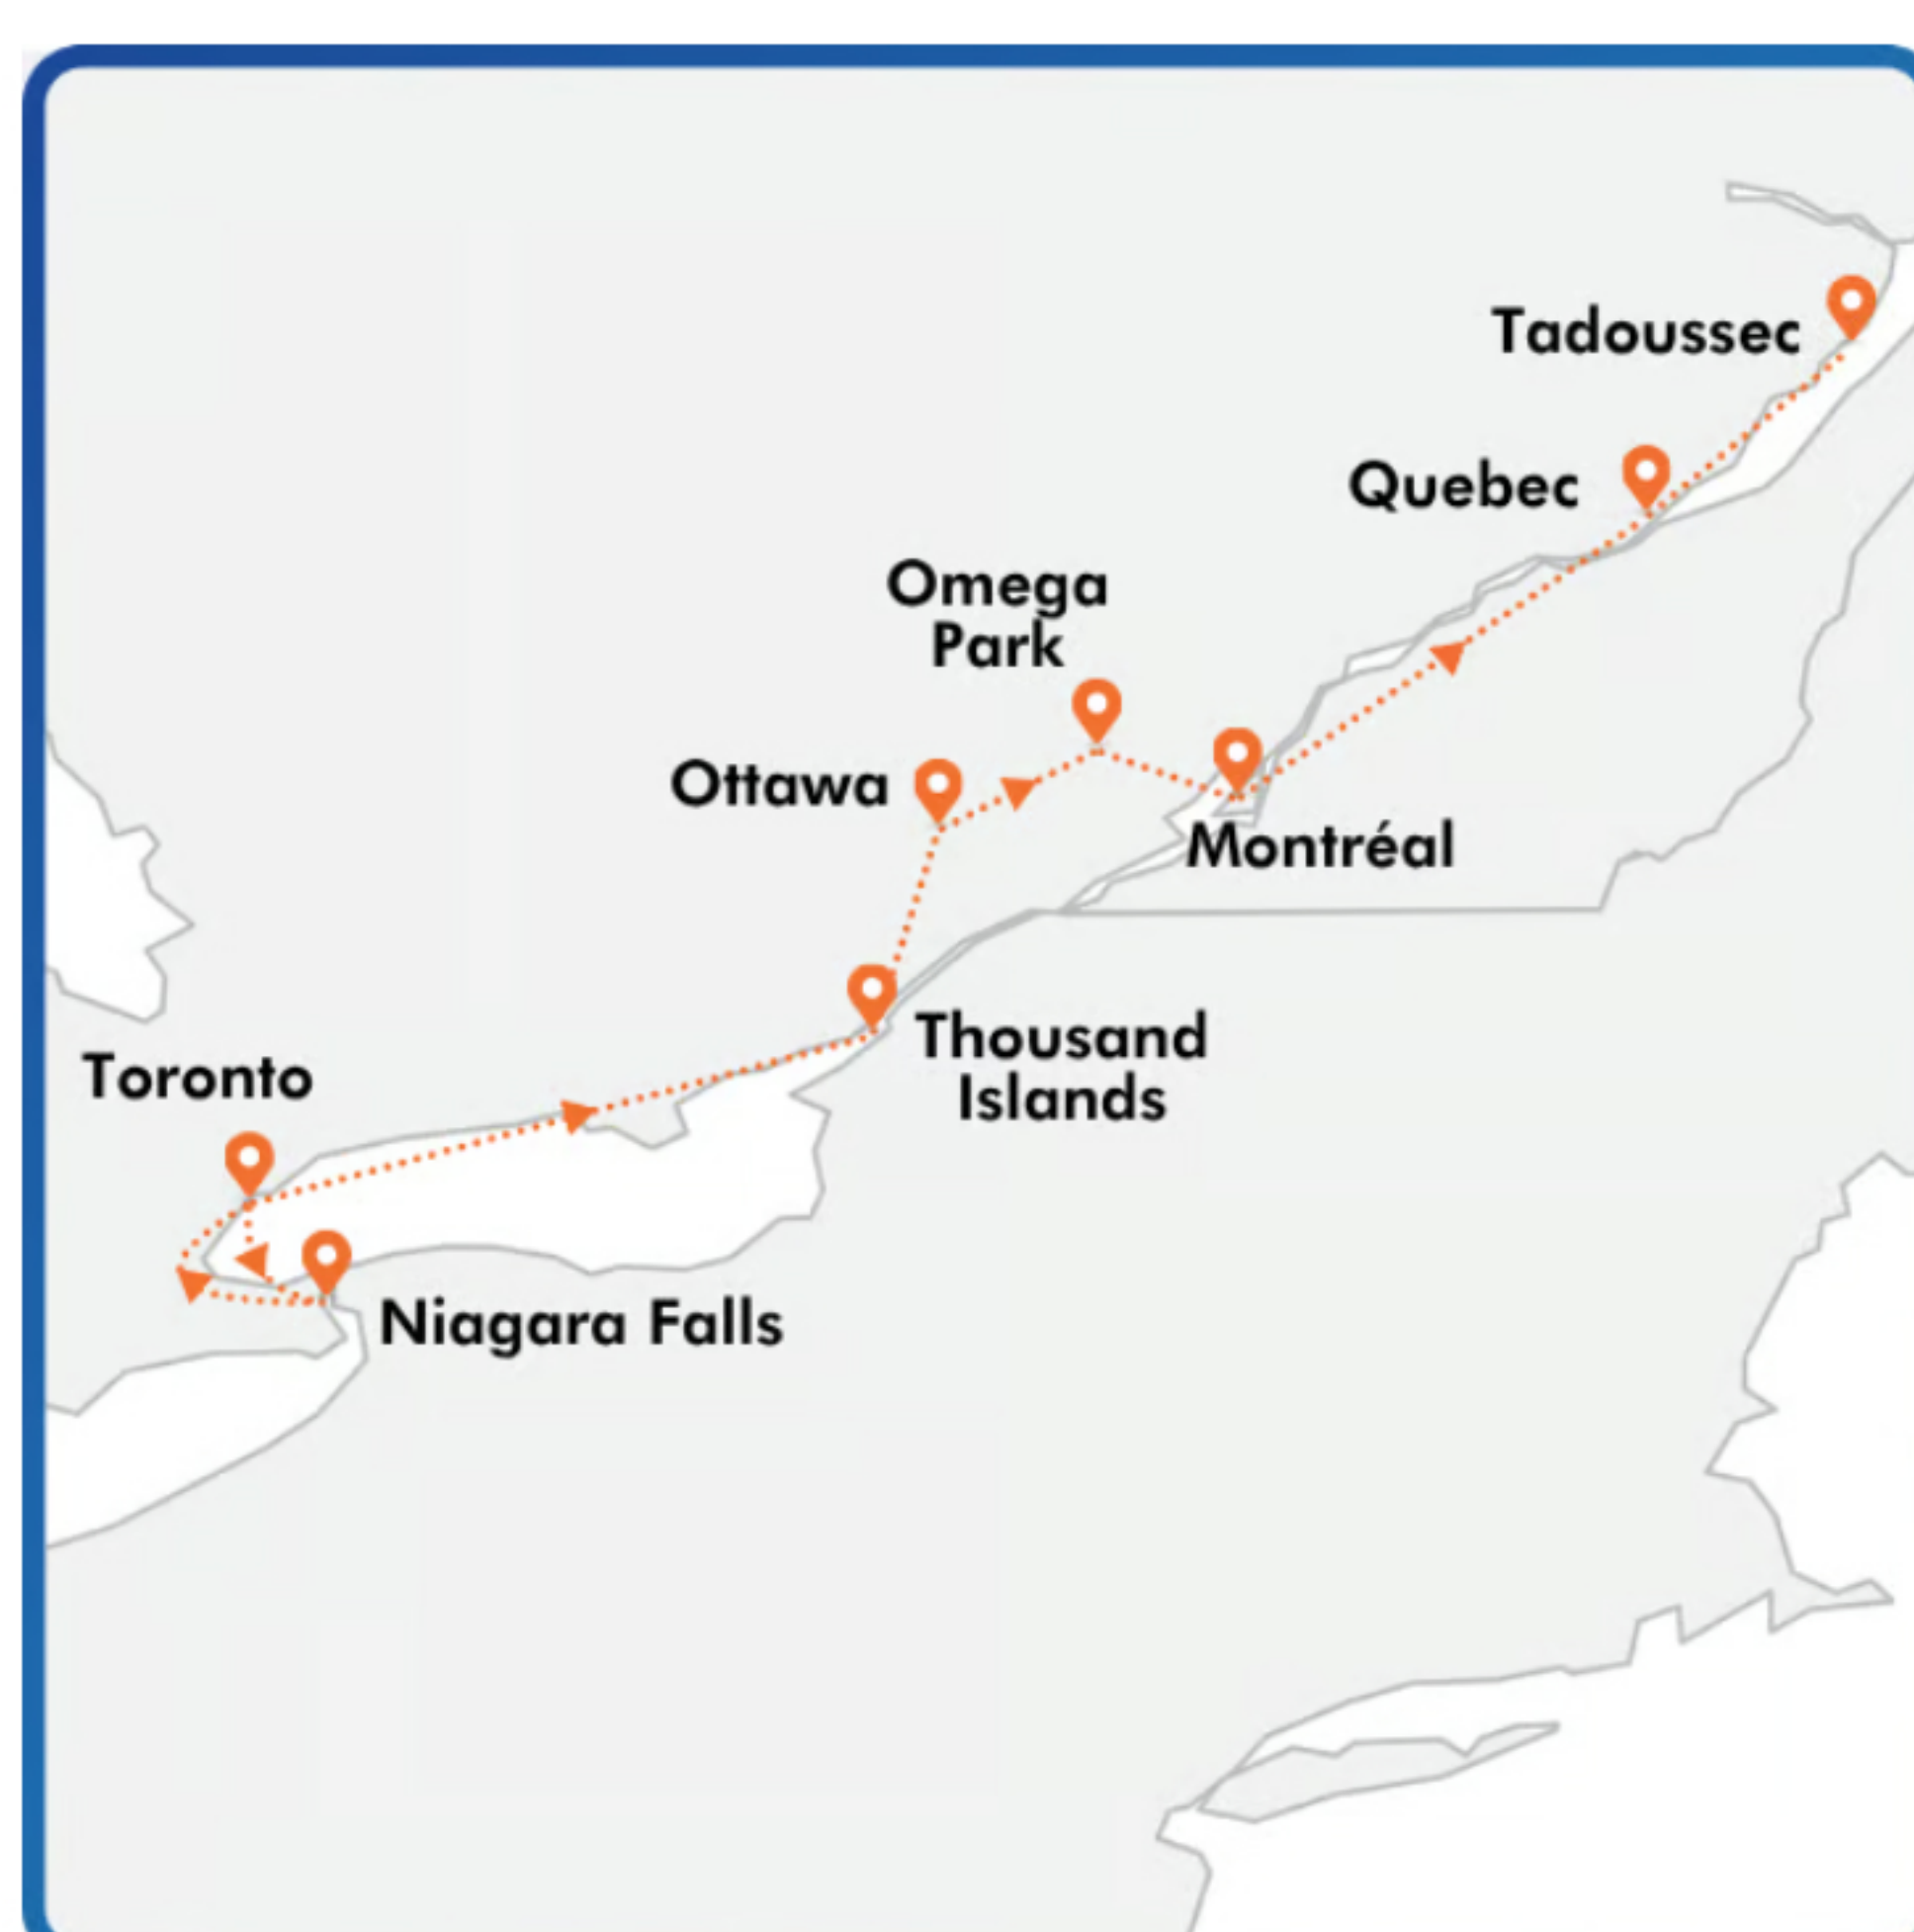 Tadoussec
Quebec
Omega
Park
Ottawa
Montréal
Thousand
Islands
Toronto
Niagara Falls